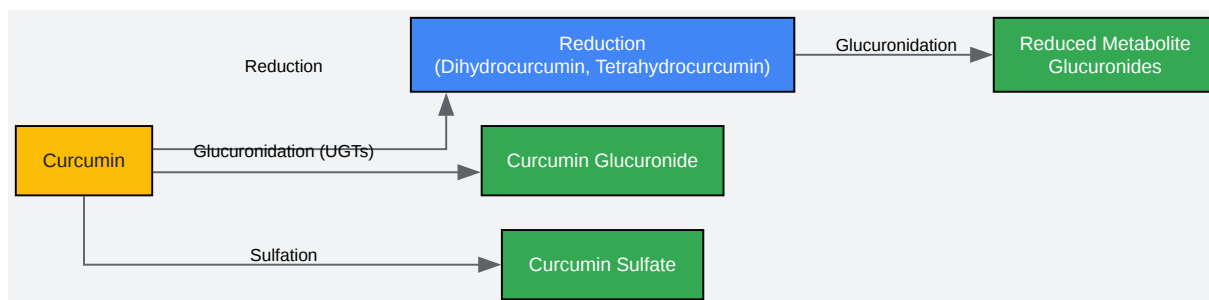 Reduction
(Dihydrocurcumin, Tetrahydrocurcumin)
Glucuronidation
Reduced Metabolite
Glucuronides
Reduction
Curcumin
Glucuronidation (UGTs)
Curcumin Glucuronide
Sulfation
Curcumin Sulfate